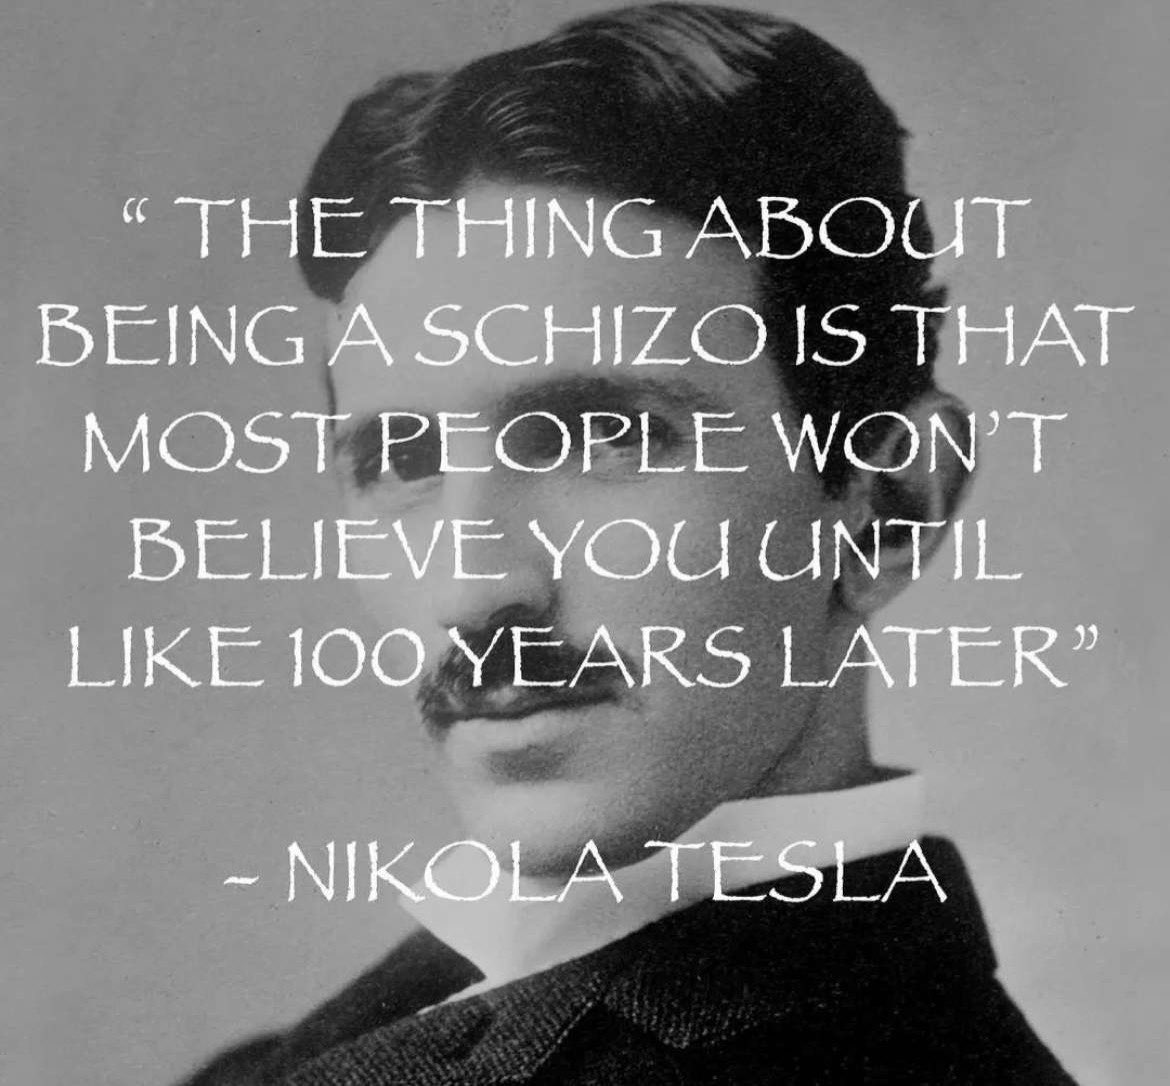 “ THE THING ABOUT
BEING A SCHIZO IS THAT
MOST PEOPLE WON’T
BELIEVE YOU UNTIL
LIKE 100 YEARS LATER”
- NIKOLA TESLA